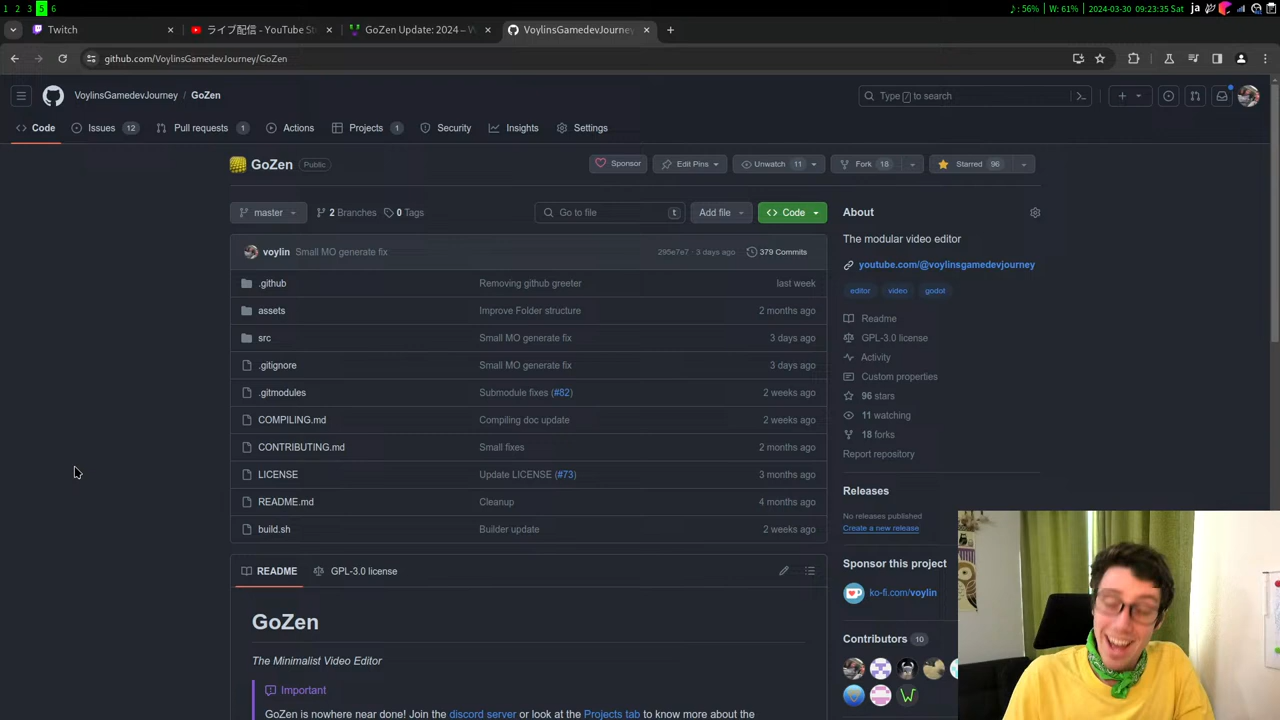 1 2 3 5 6
♪: 56% W: 61% 2024-03-30 09:23:35 Sat ja
Twitch
ライブ配信 - YouTube St
GoZen Update: 2024 – V
VoylinsGamedevJourney/
github.com/VoylinsGamedevJourney/GoZen
VoylinsGamedevJourney / GoZen
Type / to search
Code
Issues 12
Pull requests 1
Actions
Projects 1
Security
Insights
Settings
GoZen Public
Sponsor
Edit Pins
Unwatch 11
Fork 18
Starred 96
master
2 Branches
0 Tags
Go to file t
Add file
Code
voylin Small MO generate fix 295e7e7 · 3 days ago 379 Commits
.github Removing github greeter last week
assets Improve Folder structure 2 months ago
src Small MO generate fix 3 days ago
.gitignore Small MO generate fix 3 days ago
.gitmodules Submodule fixes (#82) 2 weeks ago
COMPILING.md Compiling doc update 2 weeks ago
CONTRIBUTING.md Small fixes 2 months ago
LICENSE Update LICENSE (#73) 3 months ago
README.md Cleanup 4 months ago
build.sh Builder update 2 weeks ago
README
GPL-3.0 license
GoZen
The Minimalist Video Editor
Important
GoZen is nowhere near done! Join the discord server or look at the Projects tab to know more about the
About
The modular video editor
youtube.com/@voylinsgamedevjourney
editor video godot
Readme
GPL-3.0 license
Activity
Custom properties
96 stars
11 watching
18 forks
Report repository
Releases
No releases published
Create a new release
Sponsor this project
ko-fi.com/voylin
Contributors 10